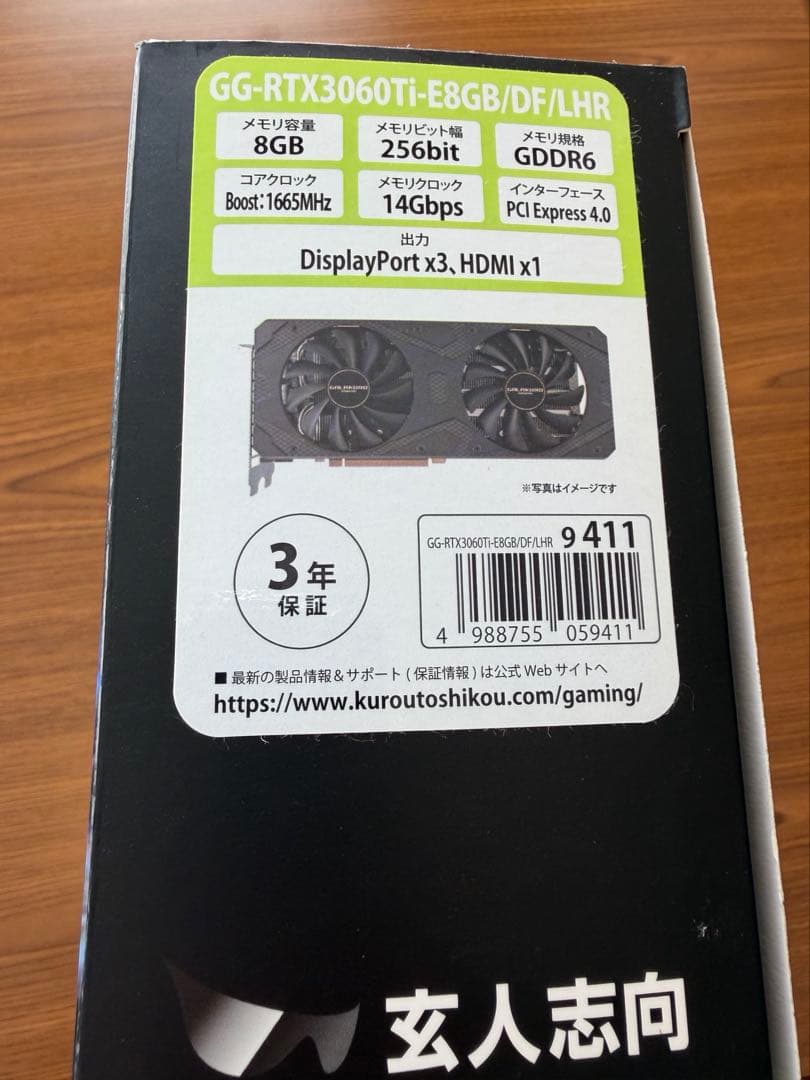 GG-RTX3060Ti-E8GB/DF/LHR
メモリ容量
8GB
メモリビット幅
256bit
メモリ規格
GDDR6
コアクロック
Boost:1665MHz
メモリクロック
14Gbps
インターフェース
PCI Express 4.0
出力
DisplayPort x3、HDMI x1
※写真はイメージです
3年
保証
GG-RTX3060Ti-E8GB/DF/LHR 9 411
4 988755 059411
■ 最新の製品情報&サポート(保証情報)は公式Webサイトへ
https://www.kuroutoshikou.com/gaming/
玄人志向